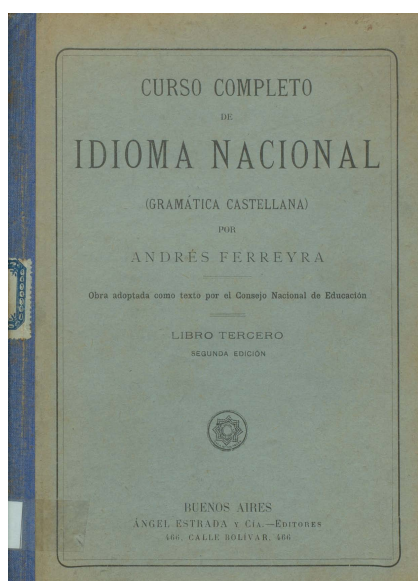 CURSO COMPLETO
DE
IDIOMA NACIONAL
(GRAMÁTICA CASTELLANA)
POR
ANDRÉS FERREYRA
Obra adoptada como texto por el Consejo Nacional de Educación
LIBRO TERCERO
SEGUNDA EDICIÓN
BUENOS AIRES
ÁNGEL ESTRADA Y CÍA.—EDITORES
466, CALLE BOLÍVAR, 466